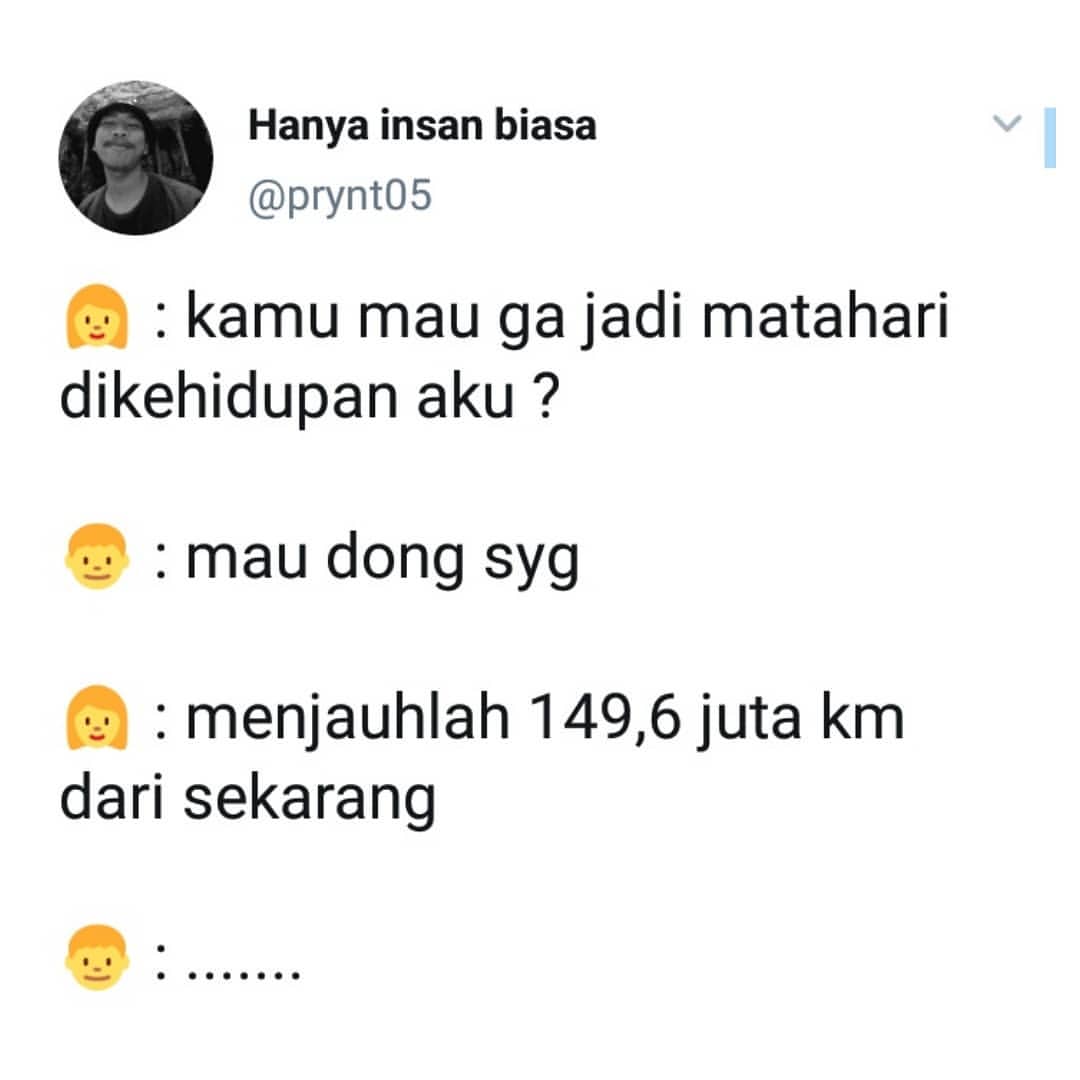 Hanya insan biasa
@prynt05
👩 : kamu mau ga jadi matahari
dikehidupan aku ?
👦 : mau dong syg
👩 : menjauhlah 149,6 juta km
dari sekarang
👦 : .......